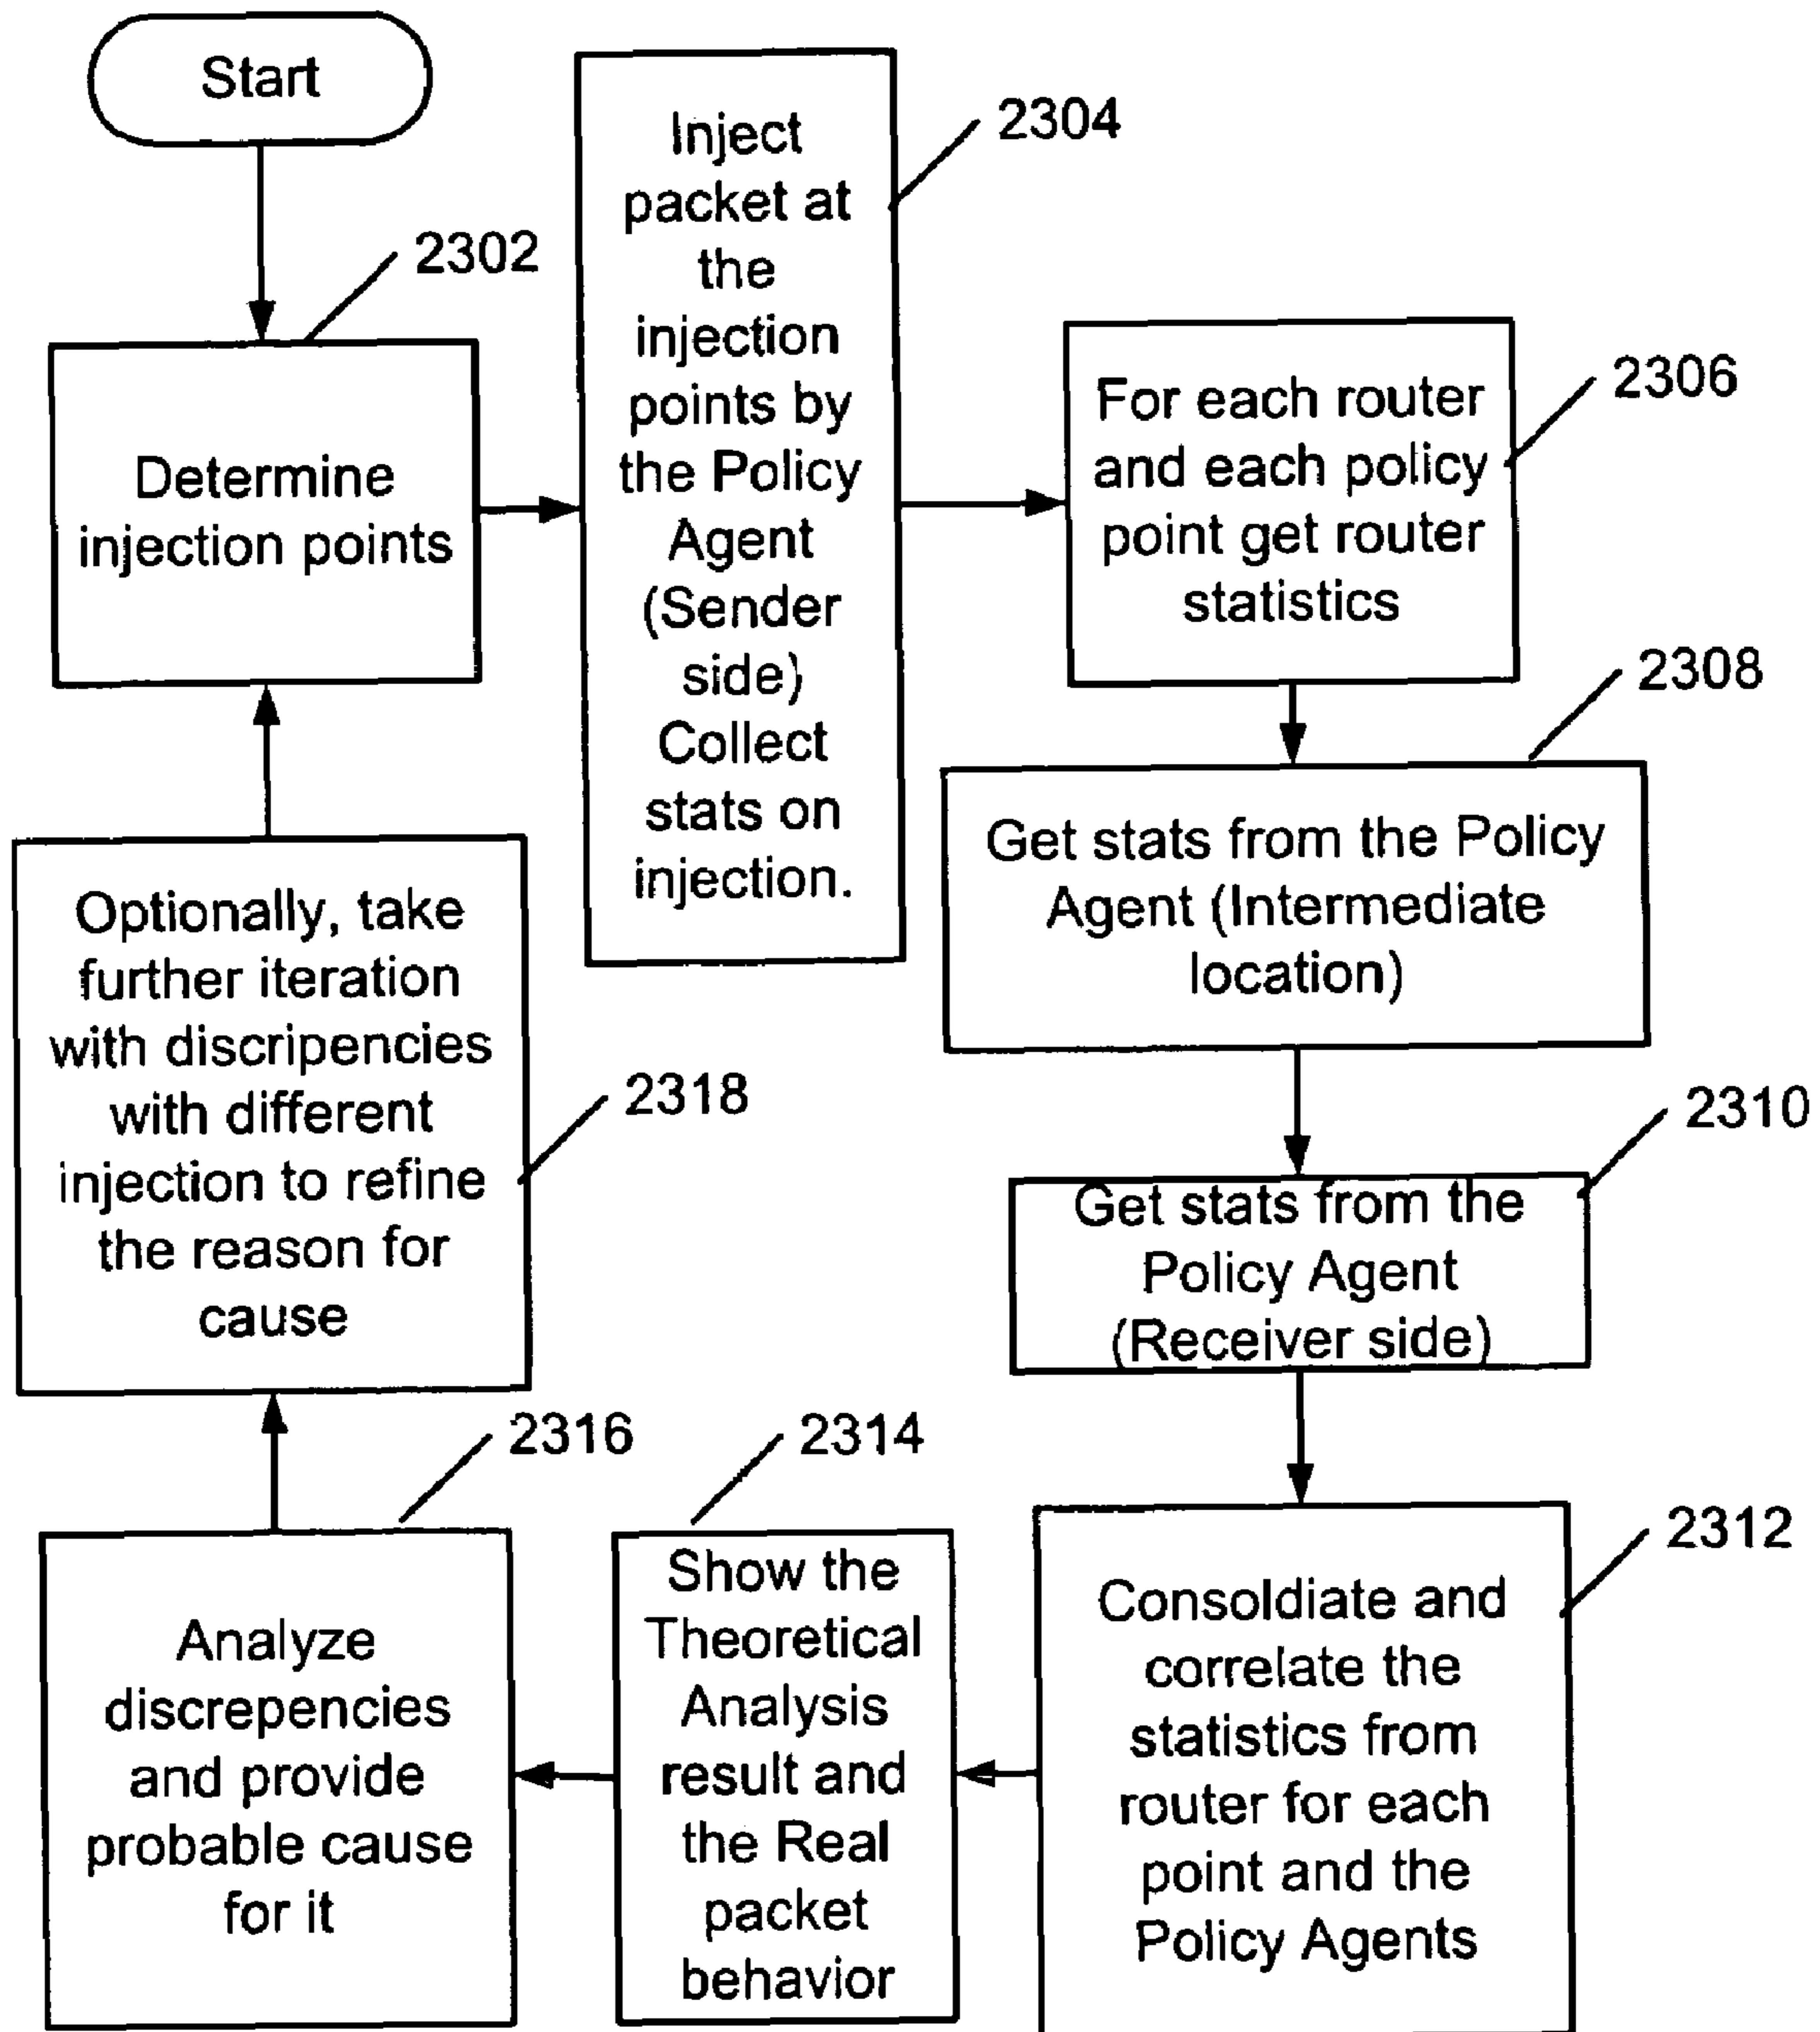 Start
2302
Determine
injection points
2304
Inject
packet at
the
injection
points by
the Policy
Agent
(Sender
side)
Collect
stats on
injection.
2306
For each router
and each policy
point get router
statistics
2308
Get stats from the Policy
Agent (Intermediate
location)
2310
Get stats from the
Policy Agent
(Receiver side)
2312
Consoldiate and
correlate the
statistics from
router for each
point and the
Policy Agents
2314
Show the
Theoretical
Analysis
result and
the Real
packet
behavior
2316
Analyze
discrepencies
and provide
probable cause
for it
2318
Optionally, take
further iteration
with discripencies
with different
injection to refine
the reason for
cause